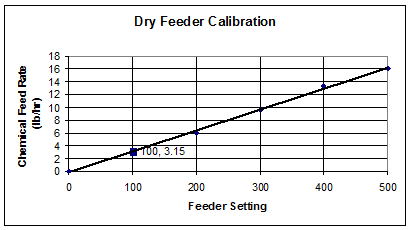 Dry Feeder Calibration
Chemical Feed Rate
(lb/hr)
18
16
14
12
10
8
6
4
2
0
100, 3.15
0 100 200 300 400 500
Feeder Setting